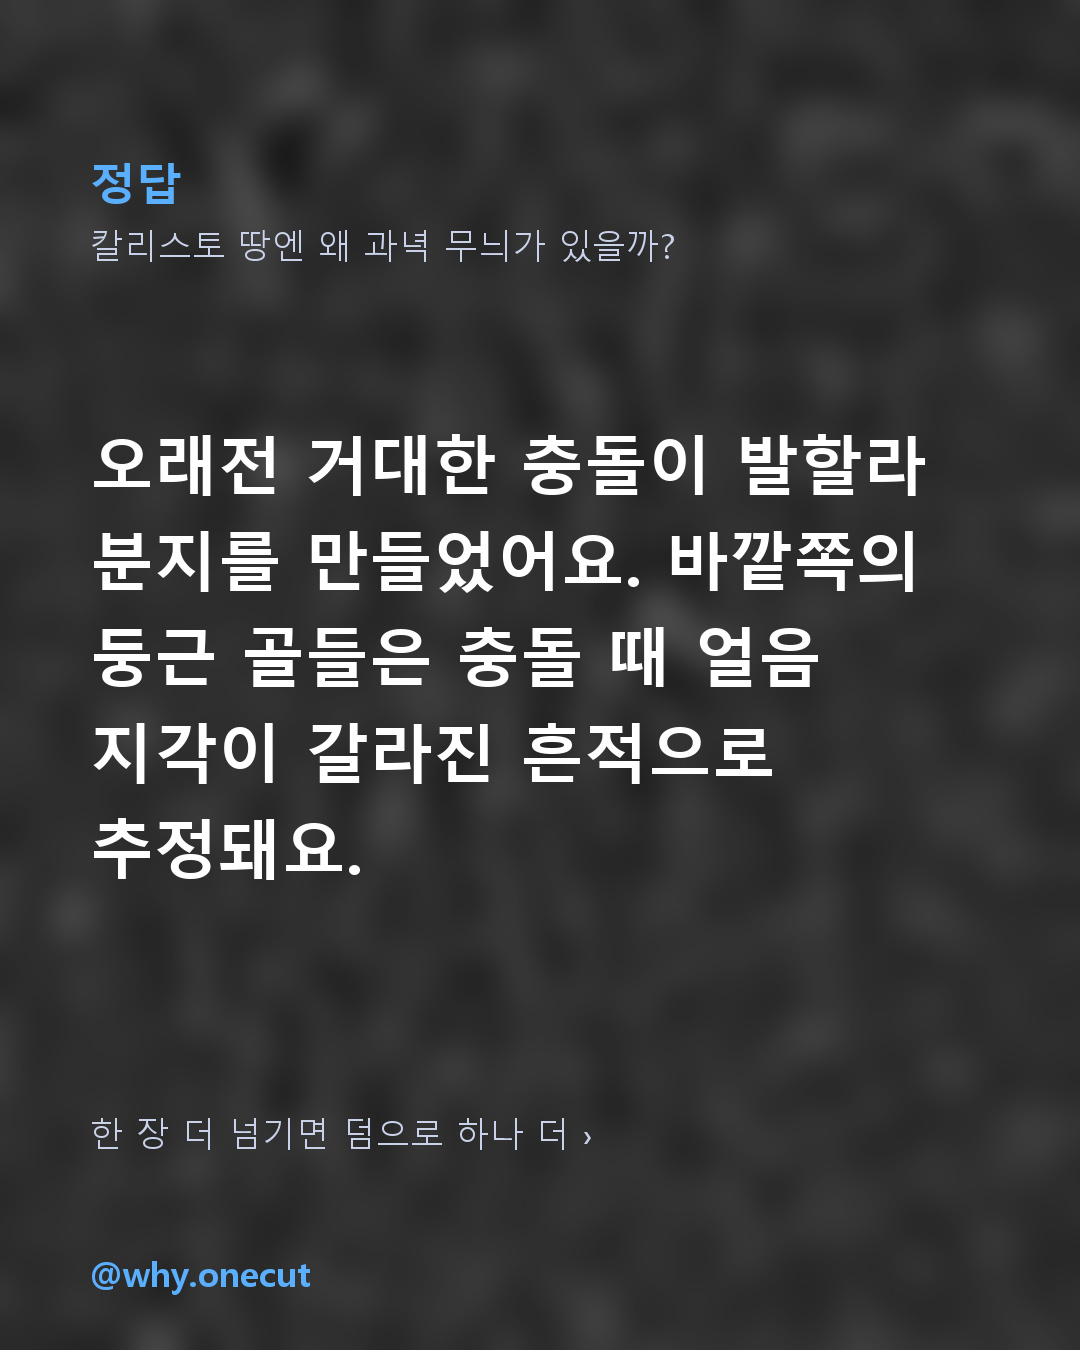 정답
칼리스토 땅엔 왜 과녁 무늬가 있을까?
오래전 거대한 충돌이 발할라
분지를 만들었어요. 바깥쪽의
둥근 골들은 충돌 때 얼음
지각이 갈라진 흔적으로
추정돼요.
한 장 더 넘기면 덤으로 하나 더 ›
@why.onecut